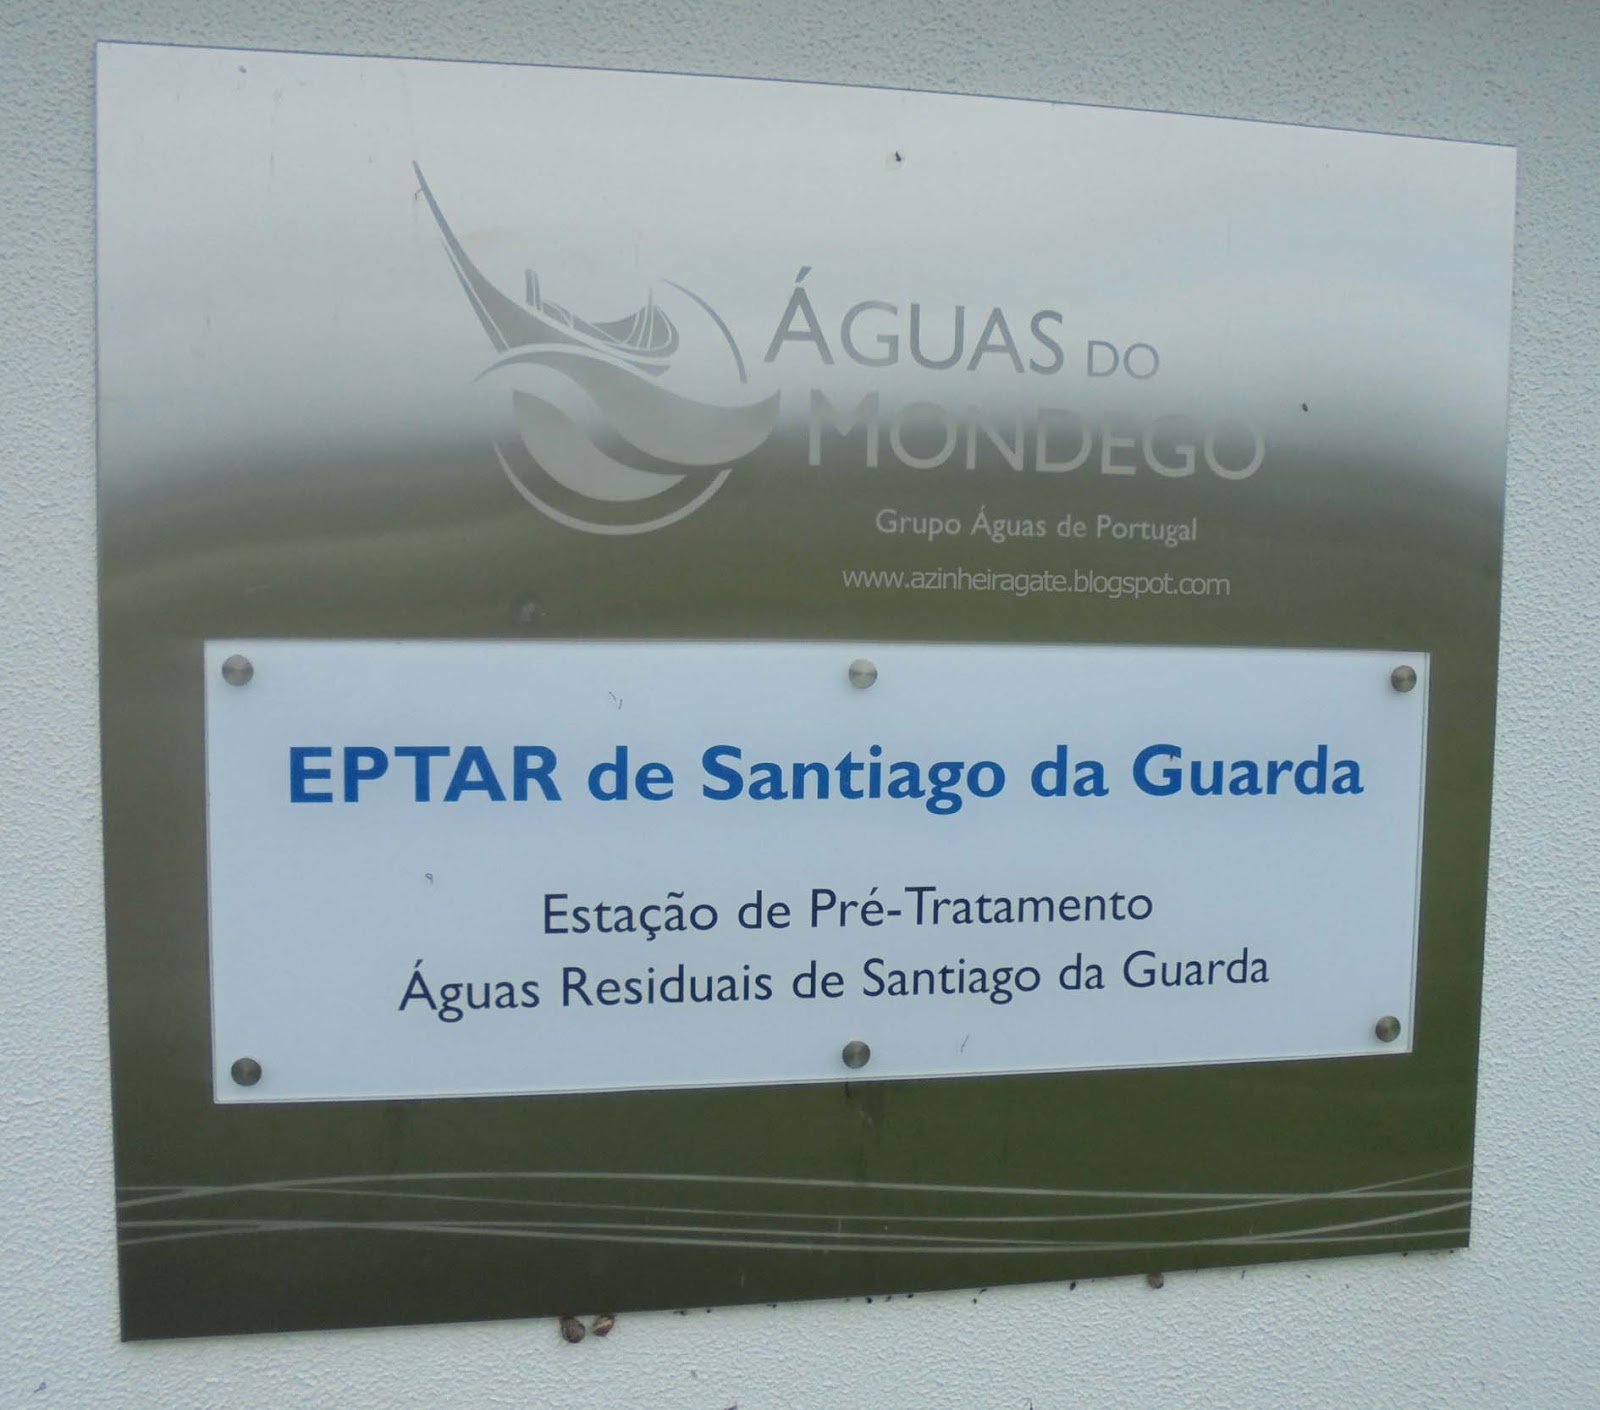 ÁGUAS DO
MONDEGO
Grupo Águas de Portugal
www.azinheiragate.blogspot.com
EPTAR de Santiago da Guarda
Estação de Pré-Tratamento
Águas Residuais de Santiago da Guarda